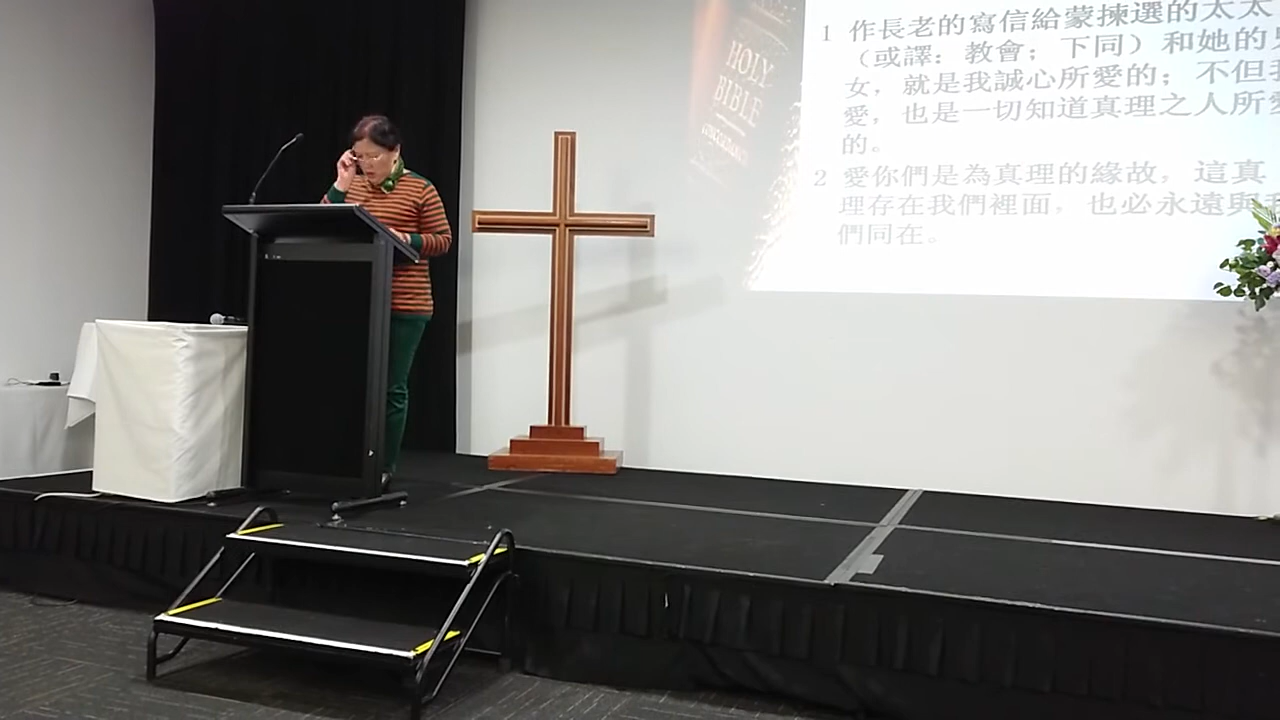 HOLY
BIBLE
1 作長老的寫信給蒙揀選的太太
（或譯：教會；下同）和她的
女，就是我誠心所愛的；不但我
愛，也是一切知道真理之人所愛
的。
2 愛你們是為真理的緣故，這真
理存在我們裡面，也必永遠與我
們同在。